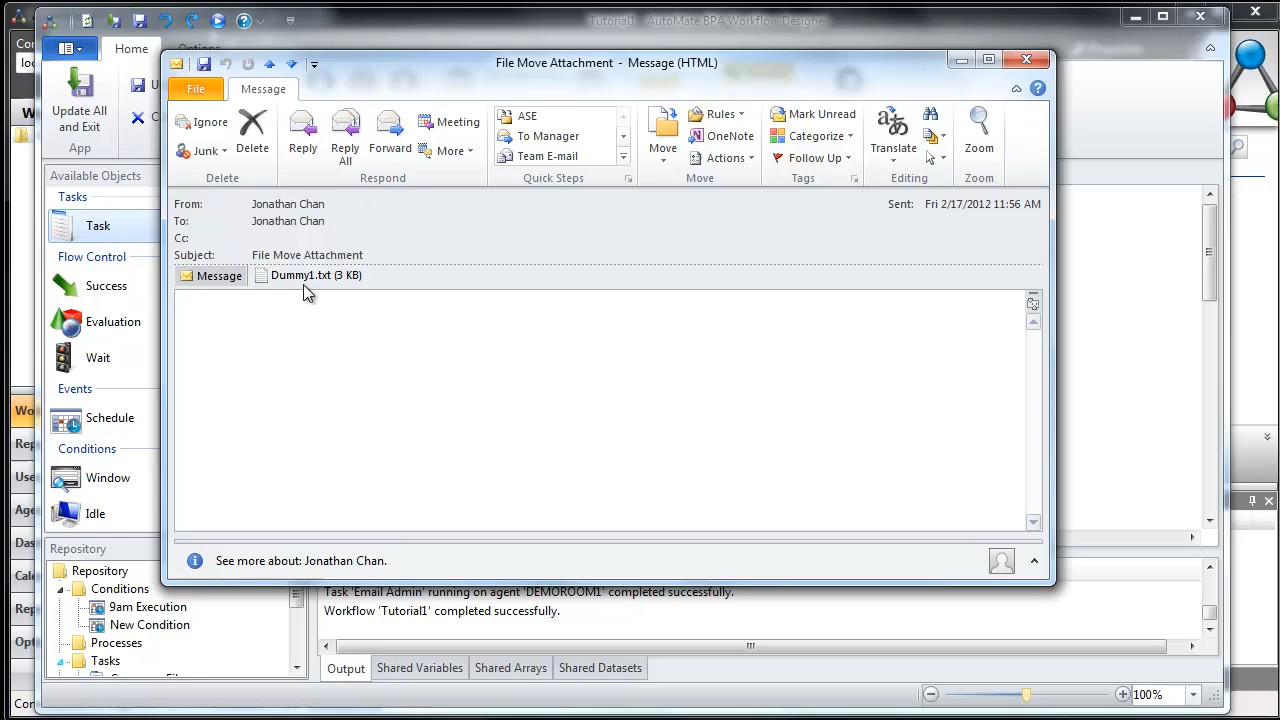 Tutorial1 - AutoMate BPA Workflow Designer
Home
Options
Update All
and Exit
App
File Move Attachment - Message (HTML)
File
Message
Ignore
Junk
Delete
Delete
Reply
Reply
All
Forward
Meeting
More
Respond
ASE
To Manager
Team E-mail
Quick Steps
Move
Rules
OneNote
Actions
Move
Mark Unread
Categorize
Follow Up
Tags
Translate
Editing
Zoom
Zoom
From: Jonathan Chan
Sent: Fri 2/17/2012 11:56 AM
To: Jonathan Chan
Cc:
Subject: File Move Attachment
Message
Dummy1.txt (3 KB)
See more about: Jonathan Chan.
Available Objects
Tasks
Task
Flow Control
Success
Evaluation
Wait
Events
Schedule
Conditions
Window
Idle
Repository
Repository
Conditions
9am Execution
New Condition
Processes
Tasks
Task 'Email Admin' running on agent 'DEMOROOM1' completed successfully.
Workflow 'Tutorial1' completed successfully.
Output
Shared Variables
Shared Arrays
Shared Datasets
100%